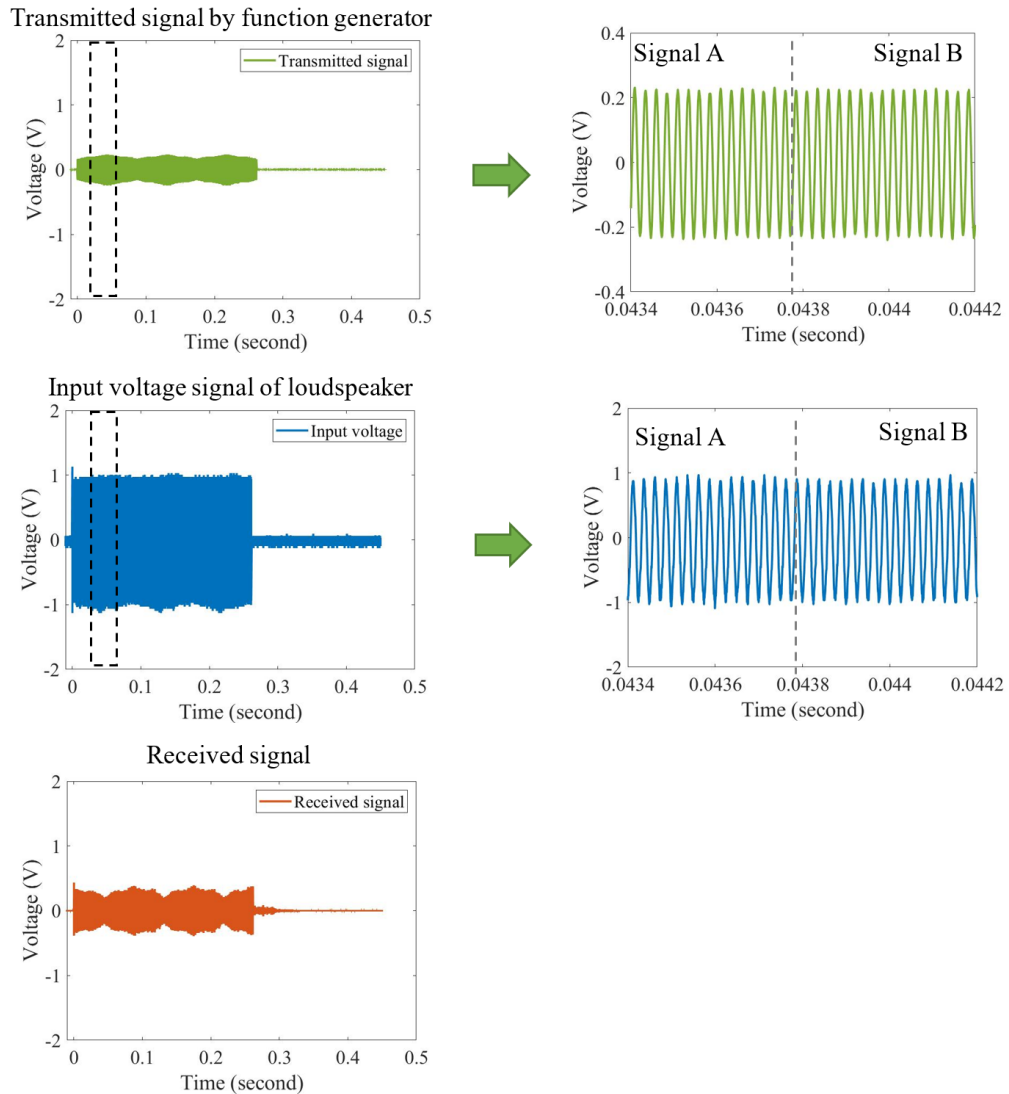 Transmitted signal by function generator
2
1
0
-1
-2
Voltage (V)
Transmitted signal
0 0.1 0.2 0.3 0.4 0.5
Time (second)
0.4
0.2
0
-0.2
-0.4
Voltage (V)
Signal A Signal B
0.0434 0.0436 0.0438 0.044 0.0442
Time (second)
Input voltage signal of loudspeaker
2
1
0
-1
-2
Voltage (V)
Input voltage
0 0.1 0.2 0.3 0.4 0.5
Time (second)
2
1
0
-1
-2
Voltage (V)
Signal A Signal B
0.0434 0.0436 0.0438 0.044 0.0442
Time (second)
Received signal
2
1
0
-1
-2
Voltage (V)
Received signal
0 0.1 0.2 0.3 0.4 0.5
Time (second)